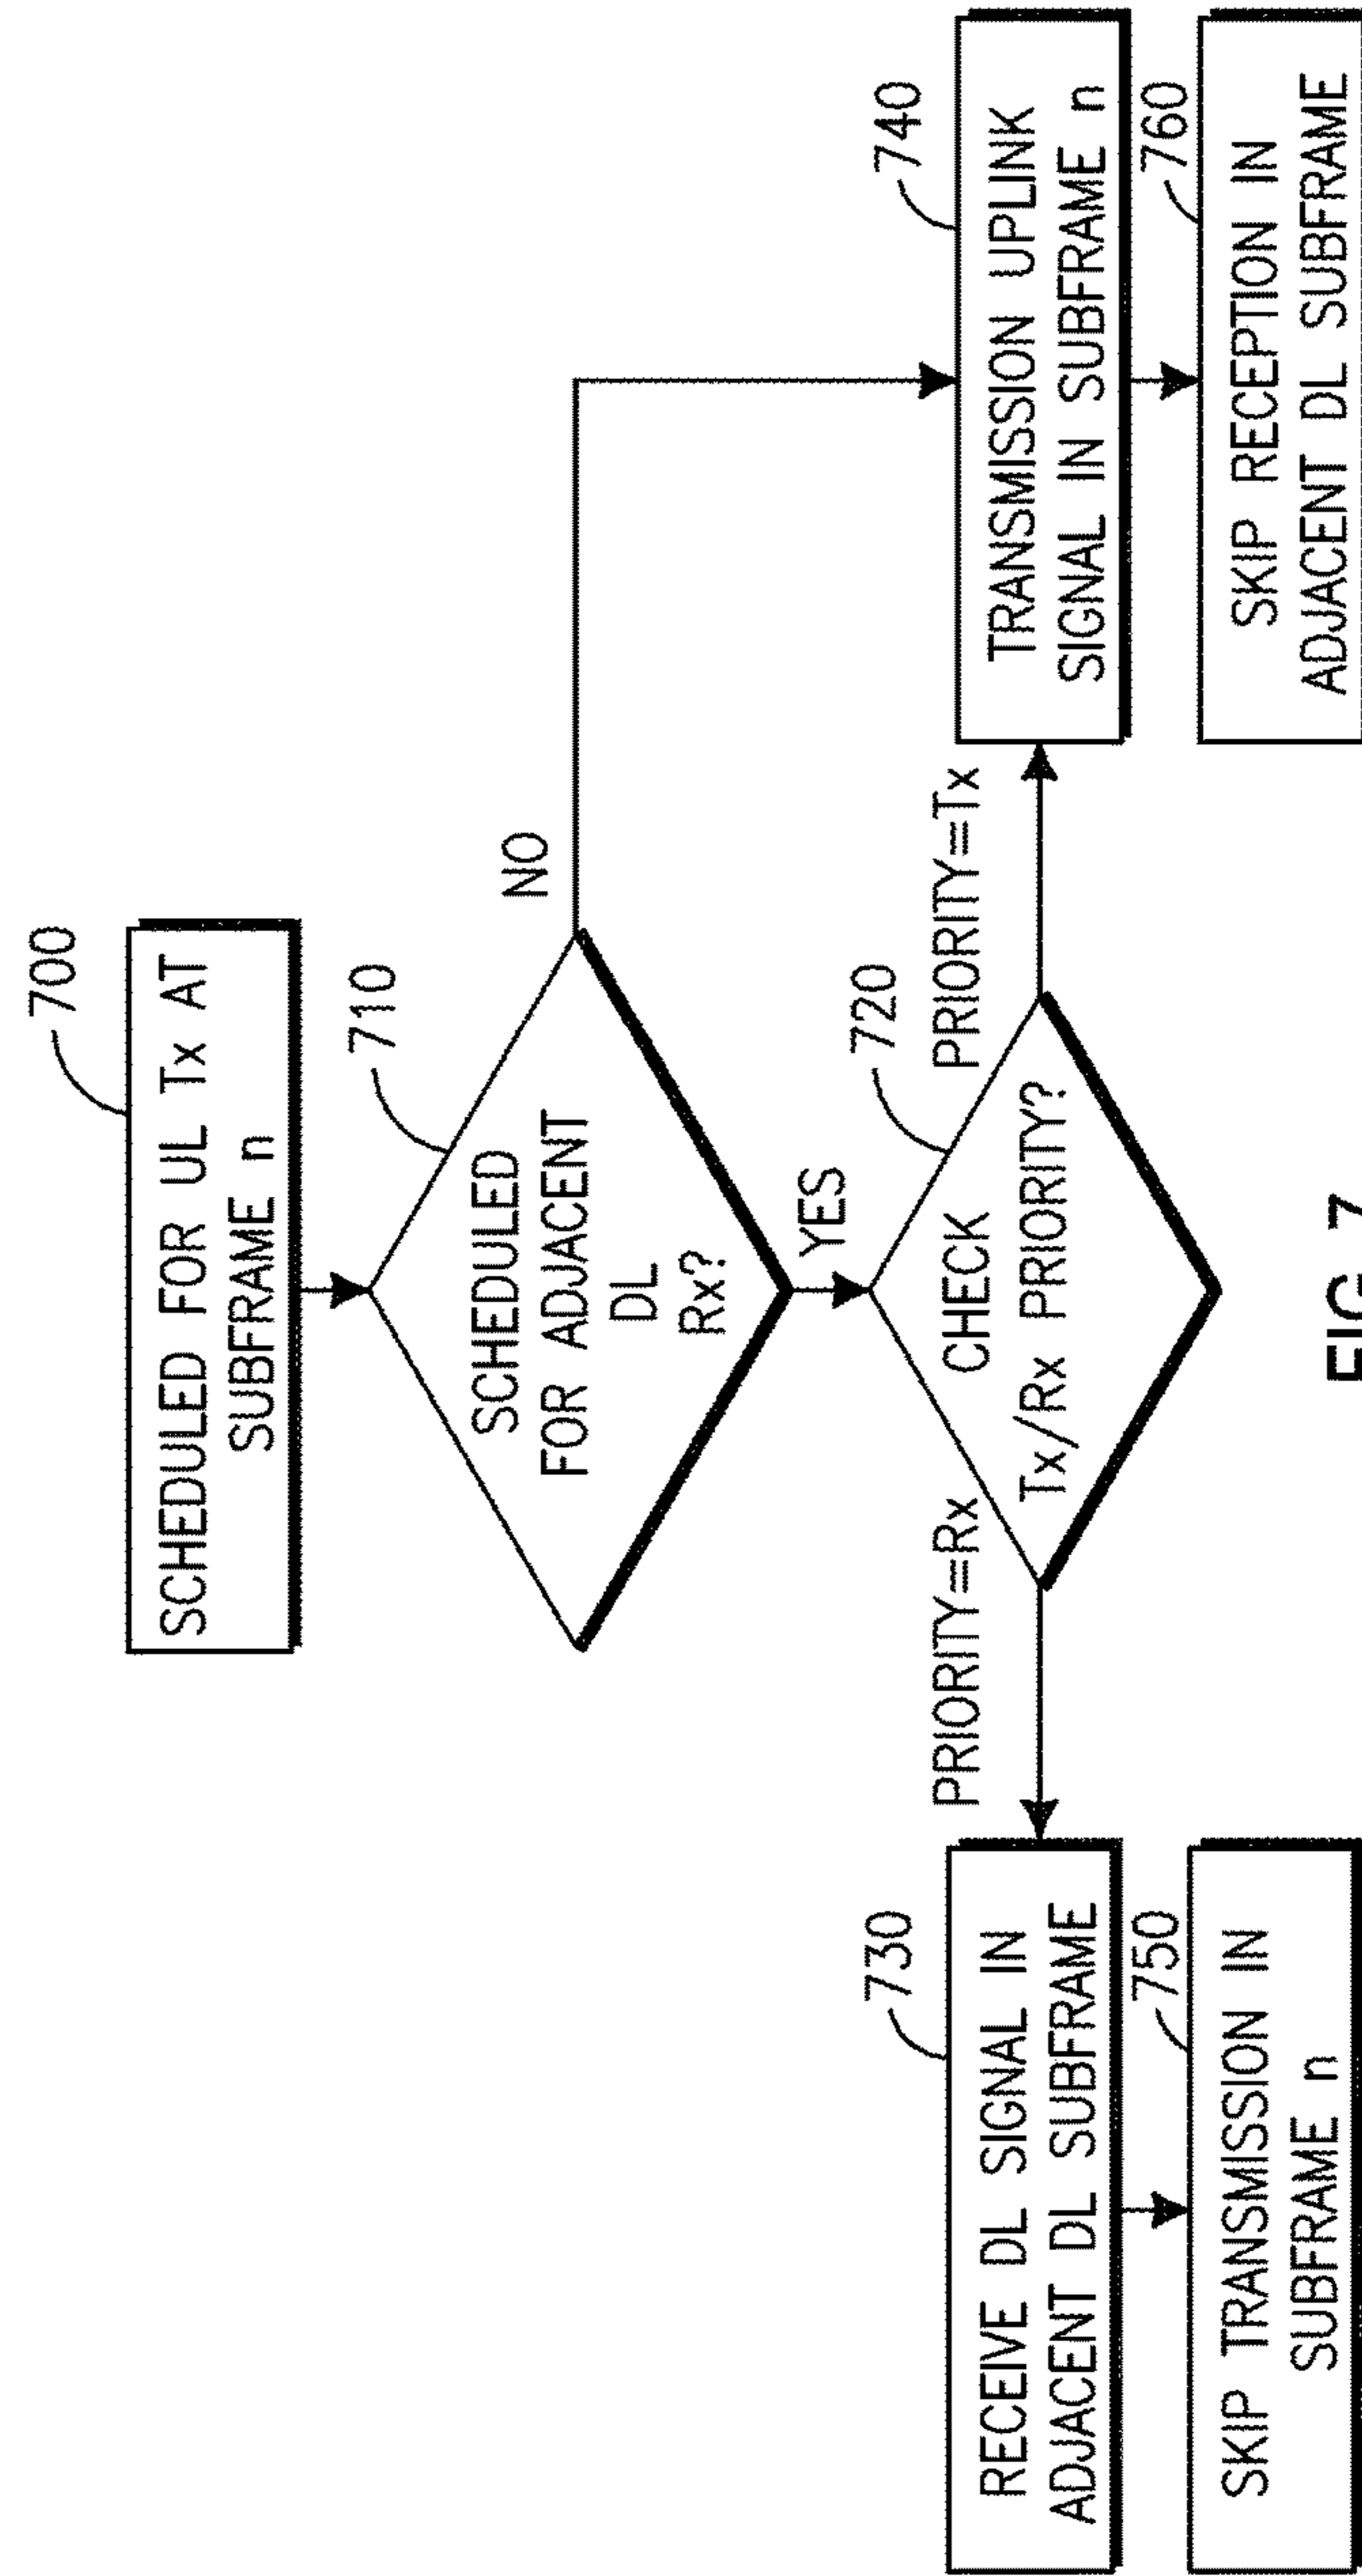 700
SCHEDULED FOR UL Tx AT
SUBFRAME n
710
SCHEDULED
FOR ADJACENT
DL
Rx?
NO
YES
720
CHECK
Tx/Rx PRIORITY?
PRIORITY=Rx
PRIORITY=Tx
730
RECEIVE DL SIGNAL IN
ADJACENT DL SUBFRAME
740
TRANSMISSION UPLINK
SIGNAL IN SUBFRAME n
750
SKIP TRANSMISSION IN
SUBFRAME n
760
SKIP RECEPTION IN
ADJACENT DL SUBFRAME
FIG. 7